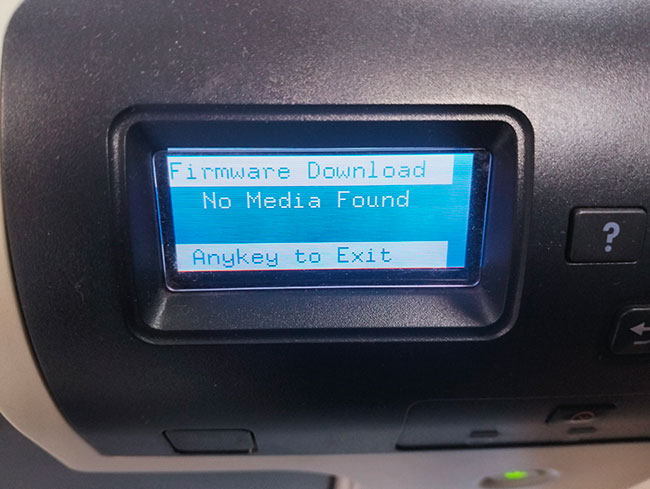 Firmware Download
No Media Found
Anykey to Exit
?